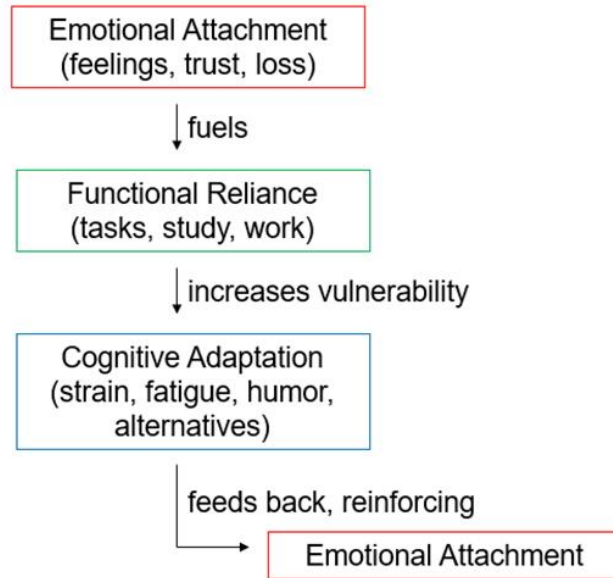 Emotional Attachment
(feelings, trust, loss)
fuels
Functional Reliance
(tasks, study, work)
increases vulnerability
Cognitive Adaptation
(strain, fatigue, humor,
alternatives)
feeds back, reinforcing
Emotional Attachment